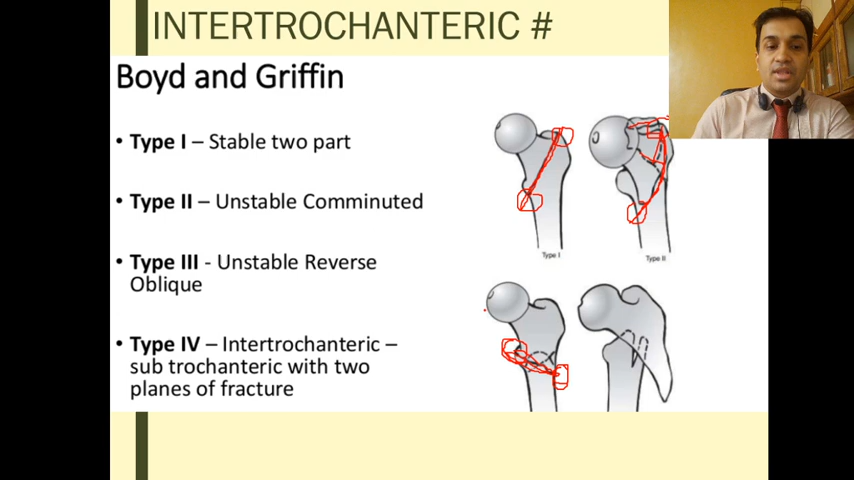 INTERTROCHANTERIC #
Boyd and Griffin
• Type I – Stable two part
• Type II – Unstable Comminuted
• Type III - Unstable Reverse
Oblique
• Type IV – Intertrochanteric –
sub trochanteric with two
planes of fracture
Type I
Type II